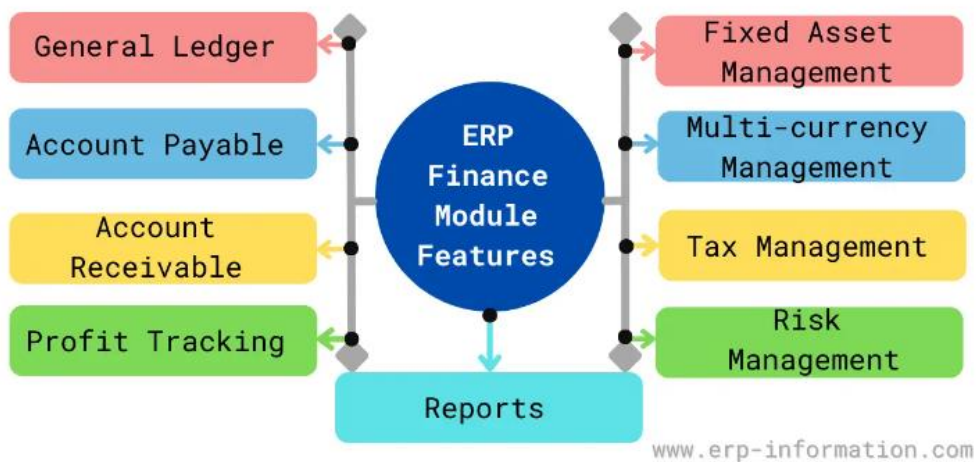 General Ledger
Account Payable
Account
Receivable
Profit Tracking
ERP
Finance
Module
Features
Reports
Fixed Asset
Management
Multi-currency
Management
Tax Management
Risk
Management
www.erp-information.com